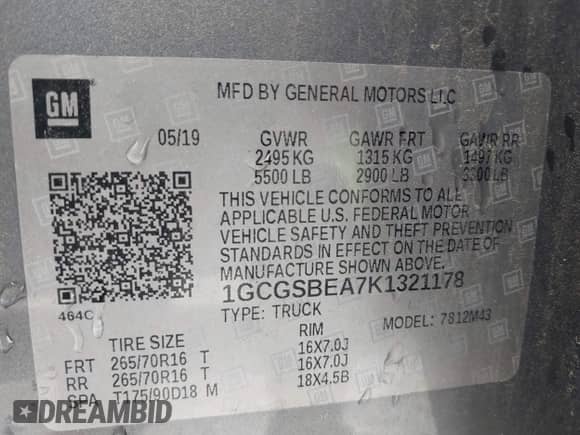 GM
MFD BY GENERAL MOTORS LLC
05/19 GVWR GAWR FRT GAWR RR
2495 KG 1315 KG 1497 KG
5500 LB 2900 LB 3300 LB
THIS VEHICLE CONFORMS TO ALL
APPLICABLE U.S. FEDERAL MOTOR
VEHICLE SAFETY AND THEFT PREVENTION
STANDARDS IN EFFECT ON THE DATE OF
MANUFACTURE SHOWN ABOVE.
1GCGSBEA7K1321178
464C
TYPE: TRUCK MODEL: 7812M43
TIRE SIZE RIM
FRT 265/70R16 T 16X7.0J
RR 265/70R16 T 16X7.0J
SPA T175/90D18 M 18X4.5B
DREAMBID